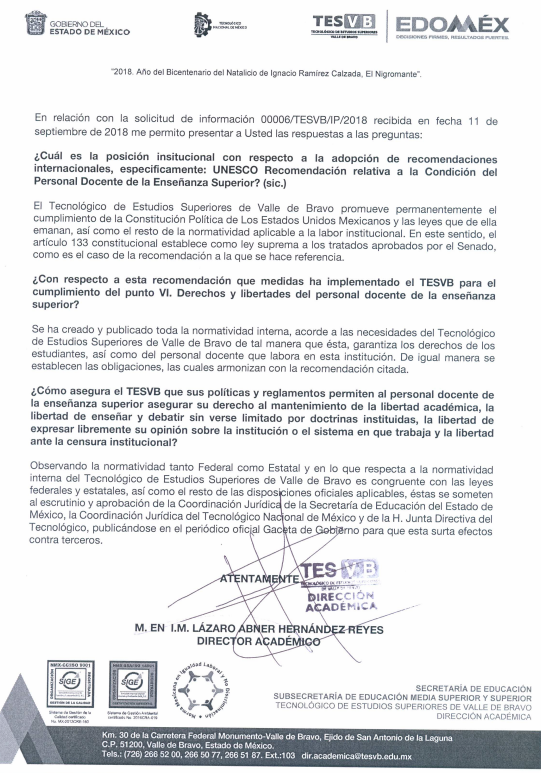 GOBIERNO DEL
ESTADO DE MÉXICO
TECNOLÓGICO
NACIONAL DE MÉXICO
TESVB
TECNOLÓGICO DE ESTUDIOS SUPERIORES
VALLE DE BRAVO
EDOMÉX
DECISIONES FIRMES, RESULTADOS FUERTES.
"2018. Año del Bicentenario del Natalicio de Ignacio Ramírez Calzada, El Nigromante".
En relación con la solicitud de información 00006/TESVB/IP/2018 recibida en fecha 11 de
septiembre de 2018 me permito presentar a Usted las respuestas a las preguntas:
¿Cuál es la posición insitucional con respecto a la adopción de recomendaciones
internacionales, especificamente: UNESCO Recomendación relativa a la Condición del
Personal Docente de la Enseñanza Superior? (sic.)
El Tecnológico de Estudios Superiores de Valle de Bravo promueve permanentemente el
cumplimiento de la Constitución Política de Los Estados Unidos Mexicanos y las leyes que de ella
emanan, así como el resto de la normatividad aplicable a la labor institucional. En este sentido, el
artículo 133 constitucional establece como ley suprema a los tratados aprobados por el Senado,
como es el caso de la recomendación a la que se hace referencia.
¿Con respecto a esta recomendación que medidas ha implementado el TESVB para el
cumplimiento del punto VI. Derechos y libertades del personal docente de la enseñanza
superior?
Se ha creado y publicado toda la normatividad interna, acorde a las necesidades del Tecnológico
de Estudios Superiores de Valle de Bravo de tal manera que ésta, garantiza los derechos de los
estudiantes, así como del personal docente que labora en esta institución. De igual manera se
establecen las obligaciones, las cuales armonizan con la recomendación citada.
¿Cómo asegura el TESVB que sus políticas y reglamentos permiten al personal docente de
la enseñanza superior asegurar su derecho al mantenimiento de la libertad académica, la
libertad de enseñar y debatir sin verse limitado por doctrinas instituidas, la libertad de
expresar libremente su opinión sobre la institución o el sistema en que trabaja y la libertad
ante la censura institucional?
Observando la normatividad tanto Federal como Estatal y en lo que respecta a la normatividad
interna del Tecnológico de Estudios Superiores de Valle de Bravo es congruente con las leyes
federales y estatales, así como el resto de las disposiciones oficiales aplicables, éstas se someten
al escrutinio y aprobación de la Coordinación Jurídica de la Secretaría de Educación del Estado de
México, la Coordinación Jurídica del Tecnológico Nacional de México y de la H. Junta Directiva del
Tecnológico, publicándose en el periódico oficial Gaceta de Gobierno para que esta surta efectos
contra terceros.
ATENTAMENTE
TESVB
DIRECCIÓN
ACADÉMICA
M. EN I.M. LÁZARO ABNER HERNÁNDEZ REYES
DIRECTOR ACADÉMICO
SIGE
SIGE
Sistema de Gestión de la
Calidad certificado
Sistema de Gestión Ambiental
SECRETARÍA DE EDUCACIÓN
SUBSECRETARÍA DE EDUCACIÓN MEDIA SUPERIOR Y SUPERIOR
TECNOLÓGICO DE ESTUDIOS SUPERIORES DE VALLE DE BRAVO
DIRECCIÓN ACADÉMICA
Km. 30 de la Carretera Federal Monumento-Valle de Bravo, Ejido de San Antonio de la Laguna
C.P. 51200, Valle de Bravo, Estado de México.
Tels.: (726) 266 52 00, 266 50 77, 266 51 87. Ext.:103 dir.academica@tesvb.edu.mx